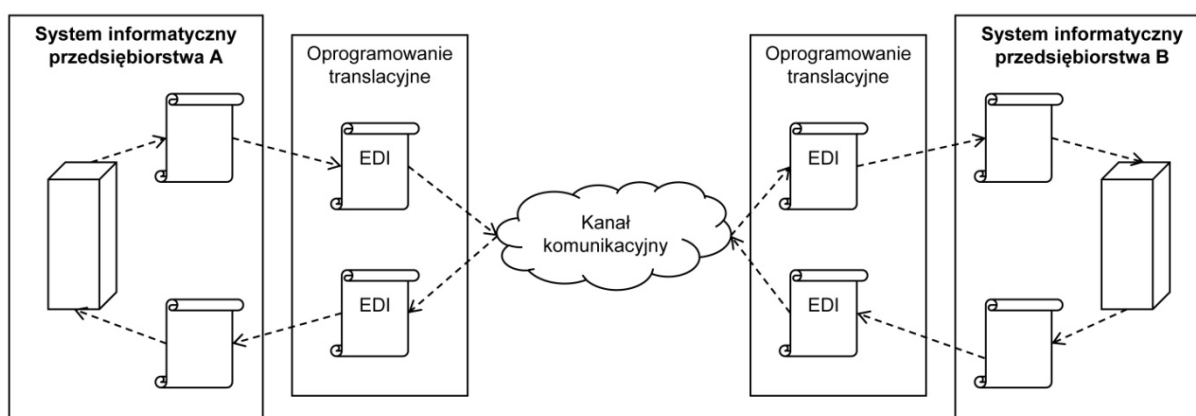 System informatyczny
przedsiębiorstwa A
Oprogramowanie
translacyjne
EDI
EDI
Kanał
komunikacyjny
Oprogramowanie
translacyjne
EDI
EDI
System informatyczny
przedsiębiorstwa B